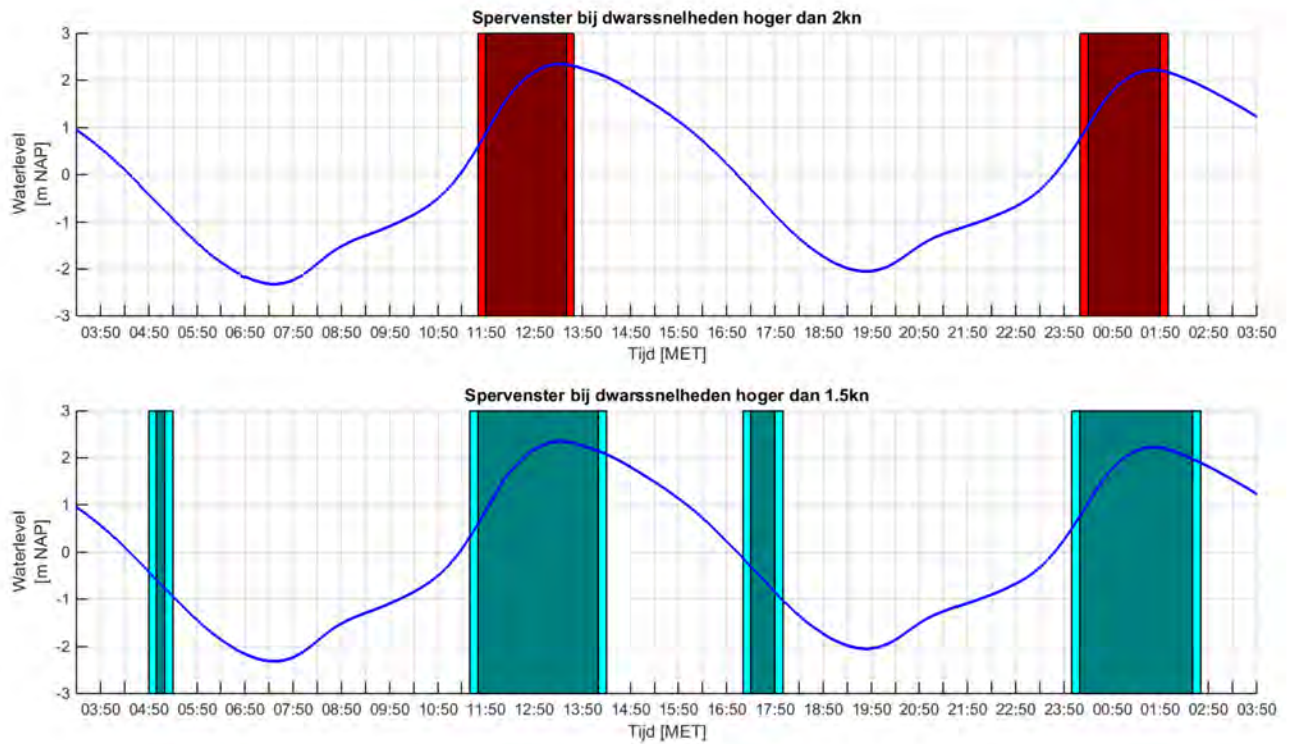 Spervenster bij dwarssnelheden hoger dan 2kn
3
2
1
0
-1
-2
-3
Waterlevel
[m NAP]
03:50 04:50 05:50 06:50 07:50 08:50 09:50 10:50 11:50 12:50 13:50 14:50 15:50 16:50 17:50 18:50 19:50 20:50 21:50 22:50 23:50 00:50 01:50 02:50 03:50
Tijd [MET]
Spervenster bij dwarssnelheden hoger dan 1.5kn
3
2
1
0
-1
-2
-3
Waterlevel
[m NAP]
03:50 04:50 05:50 06:50 07:50 08:50 09:50 10:50 11:50 12:50 13:50 14:50 15:50 16:50 17:50 18:50 19:50 20:50 21:50 22:50 23:50 00:50 01:50 02:50 03:50
Tijd [MET]